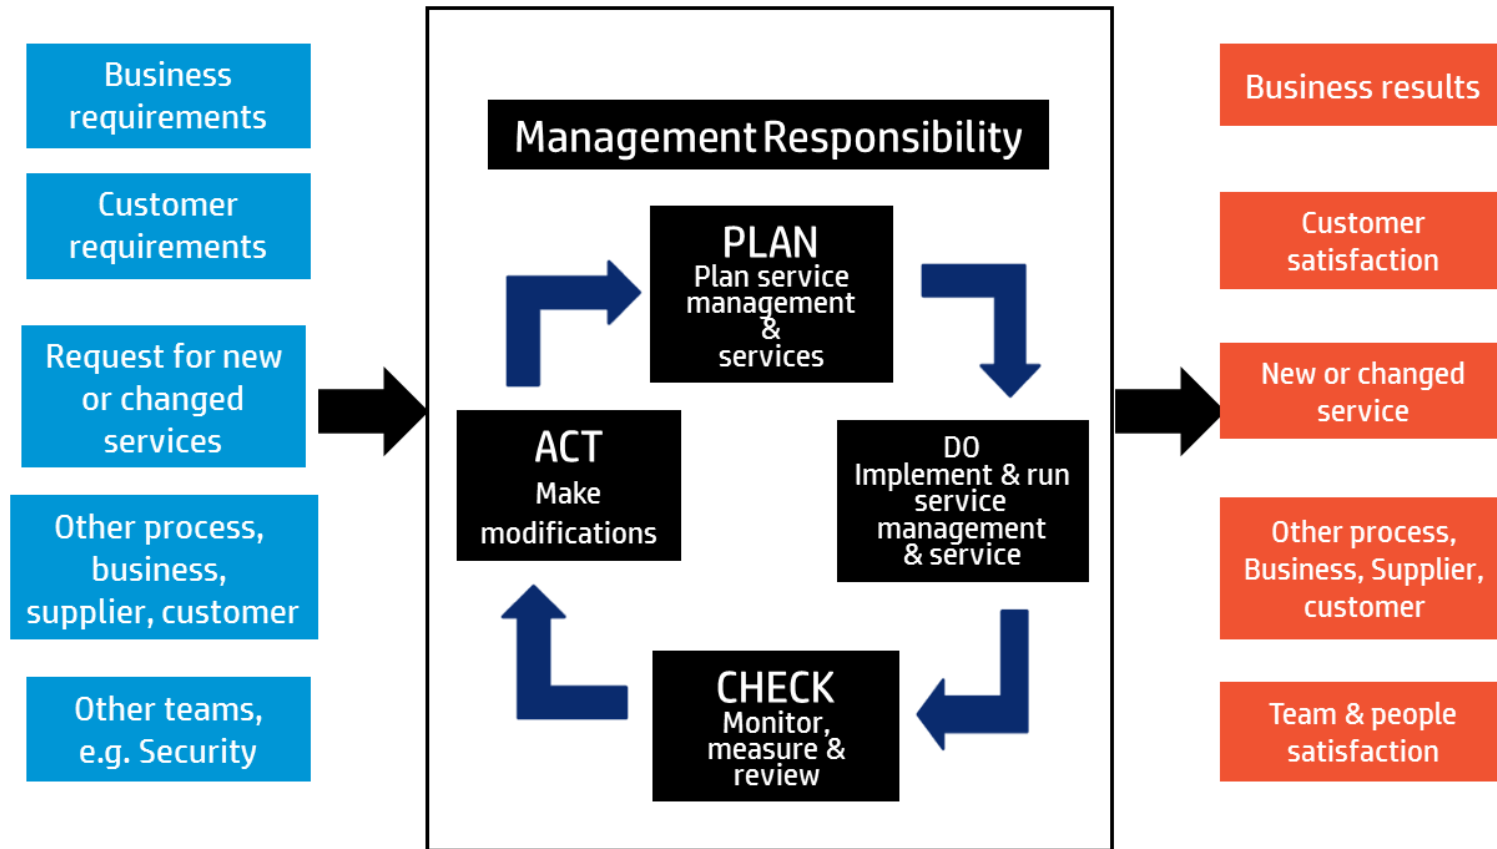 Business
requirements
Customer
requirements
Request for new
or changed
services
Other process,
business,
supplier, customer
Other teams,
e.g. Security
Management Responsibility
PLAN
Plan service
management
&
services
DO
Implement & run
service
management
& service
CHECK
Monitor,
measure &
review
ACT
Make
modifications
Business results
Customer
satisfaction
New or changed
service
Other process,
Business, Supplier,
customer
Team & people
satisfaction